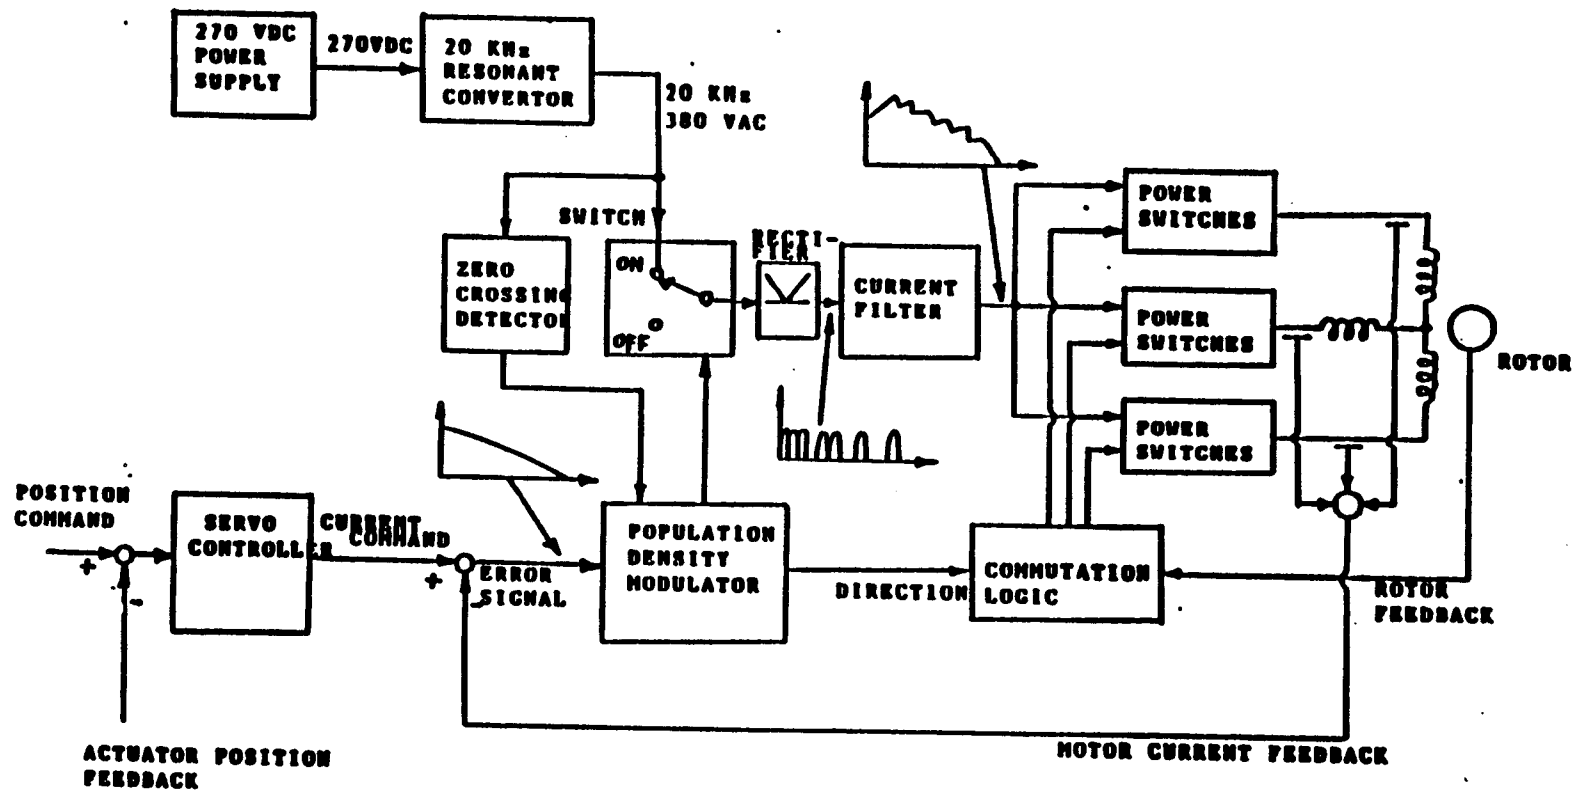 270 VDC
POWER
SUPPLY
270VDC
20 KHz
RESONANT
CONVERTOR
20 KHz
380 VAC
SWITCH
ZERO
CROSSING
DETECTOR
ON
OFF
RECTI-
FIER
CURRENT
FILTER
POWER
SWITCHES
POWER
SWITCHES
POWER
SWITCHES
ROTOR
POSITION
COMMAND
+
-
SERVO
CONTROLLER
CURRENT
COMMAND
+
-
ERROR
SIGNAL
POPULATION
DENSITY
MODULATOR
DIRECTION
COMMUTATION
LOGIC
ROTOR
FEEDBACK
MOTOR CURRENT FEEDBACK
ACTUATOR POSITION
FEEDBACK